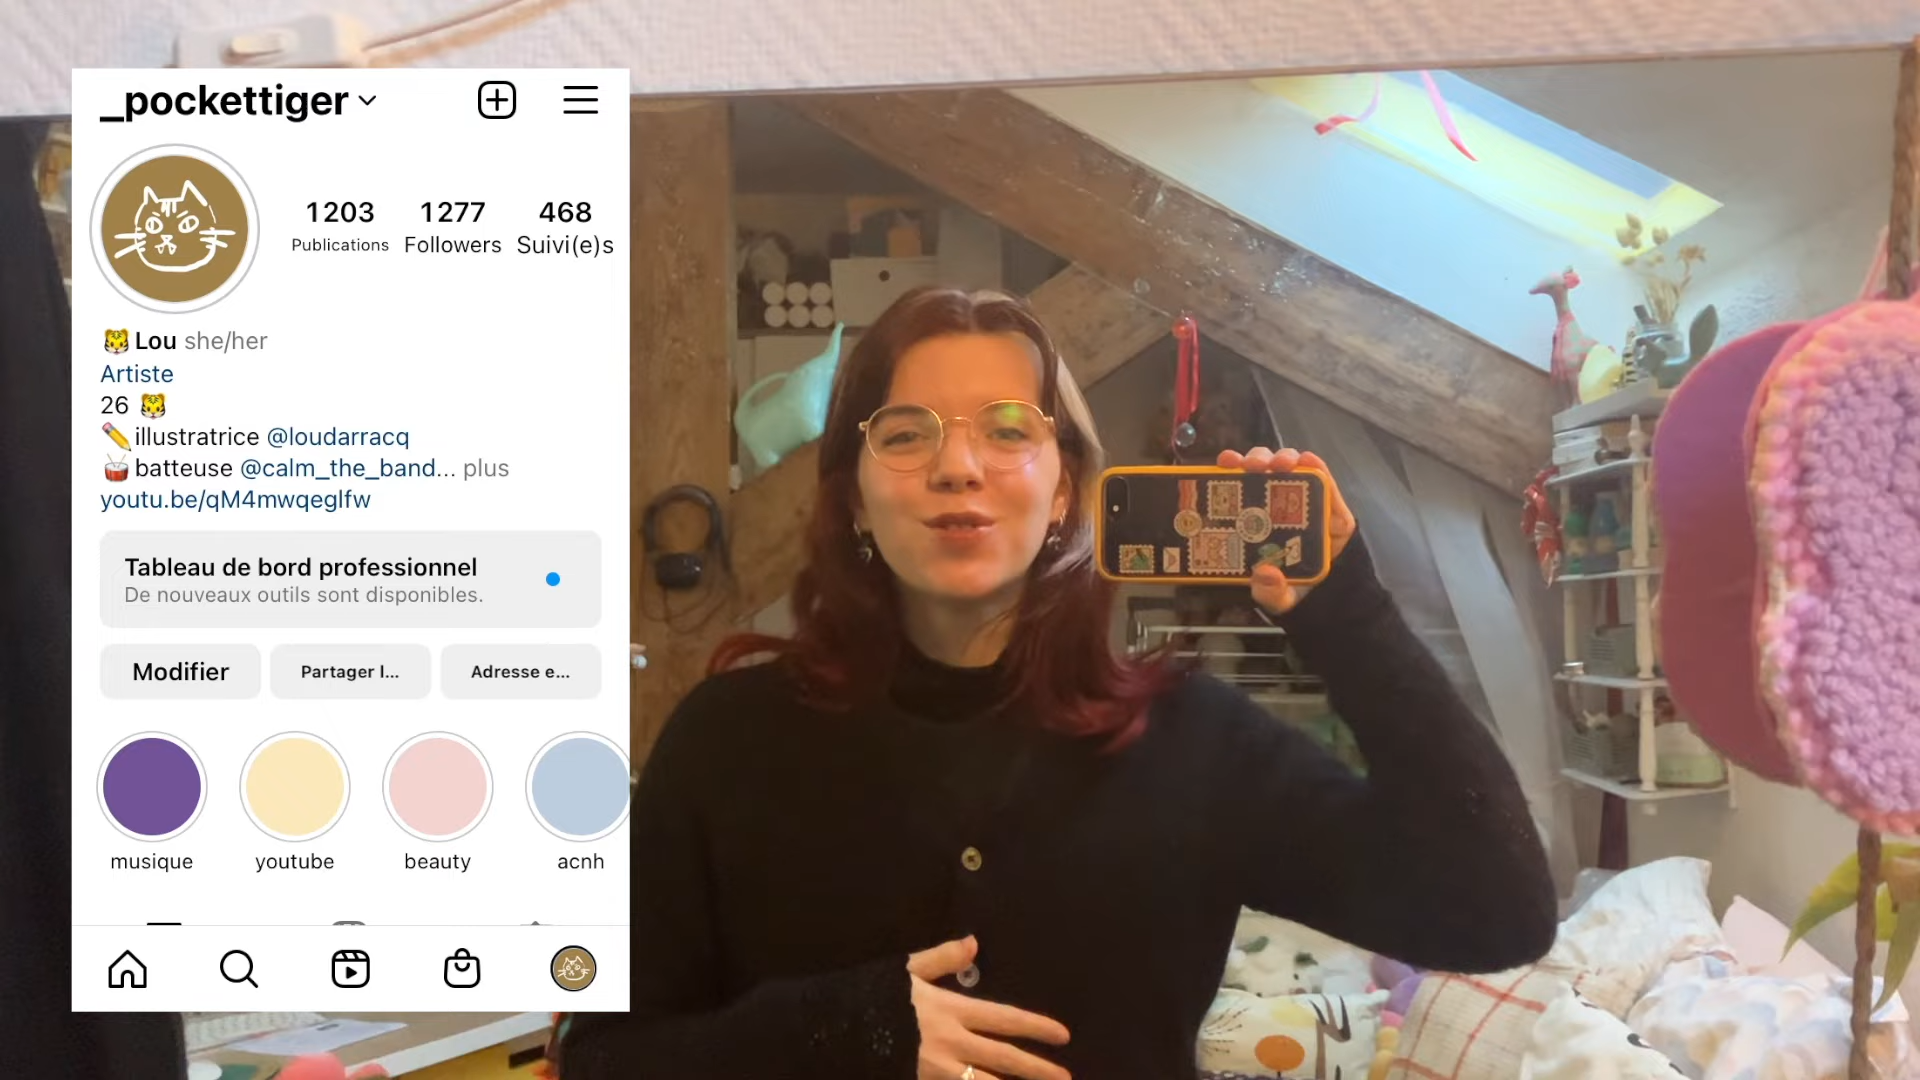 _pockettiger
1203 1277 468
Publications Followers Suivi(e)s
🐯 Lou she/her
Artiste
26 🐯
✏️illustratrice @loudarracq
🥁batteuse @calm_the_band... plus
youtu.be/qM4mwqeglfw
Tableau de bord professionnel
De nouveaux outils sont disponibles.
Modifier Partager l... Adresse e...
musique youtube beauty acnh